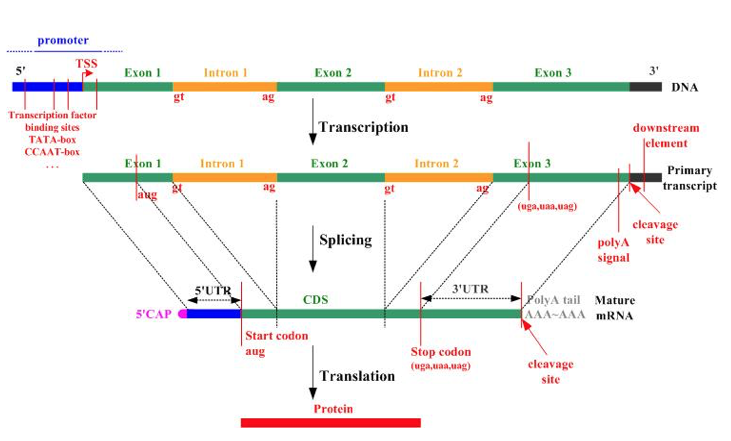 promoter
5'
TSS
Exon 1
Intron 1
Exon 2
Intron 2
Exon 3
3'
DNA
gt
ag
gt
ag
Transcription factor
binding sites
TATA-box
CCAAT-box
...
Transcription
downstream
element
Exon 1
Intron 1
Exon 2
Intron 2
Exon 3
Primary
transcript
aug
gt
ag
gt
ag
(uga,uaa,uag)
cleavage
site
polyA
signal
Splicing
5'UTR
CDS
3'UTR
PolyA tail
AAA~AAA
Mature
mRNA
5'CAP
Start codon
aug
Stop codon
(uga,uaa,uag)
cleavage
site
Translation
Protein